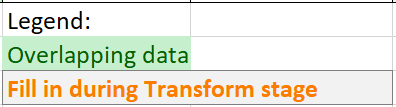 Legend:
Overlapping data
Fill in during Transform stage